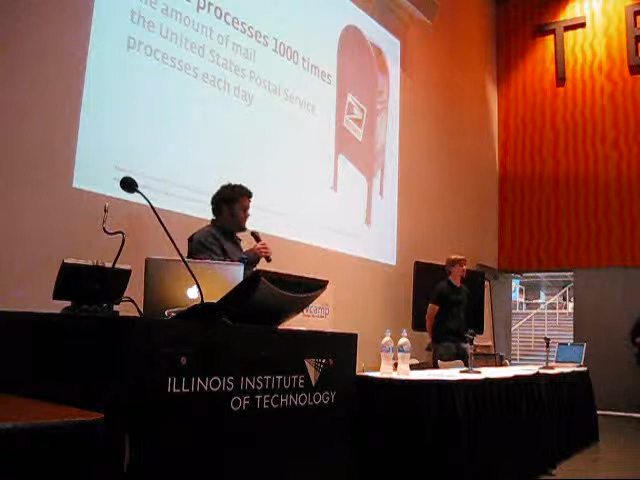 processes 1000 times
the amount of mail
the United States Postal Service
processes each day
T E
camp
ILLINOIS INSTITUTE
OF TECHNOLOGY